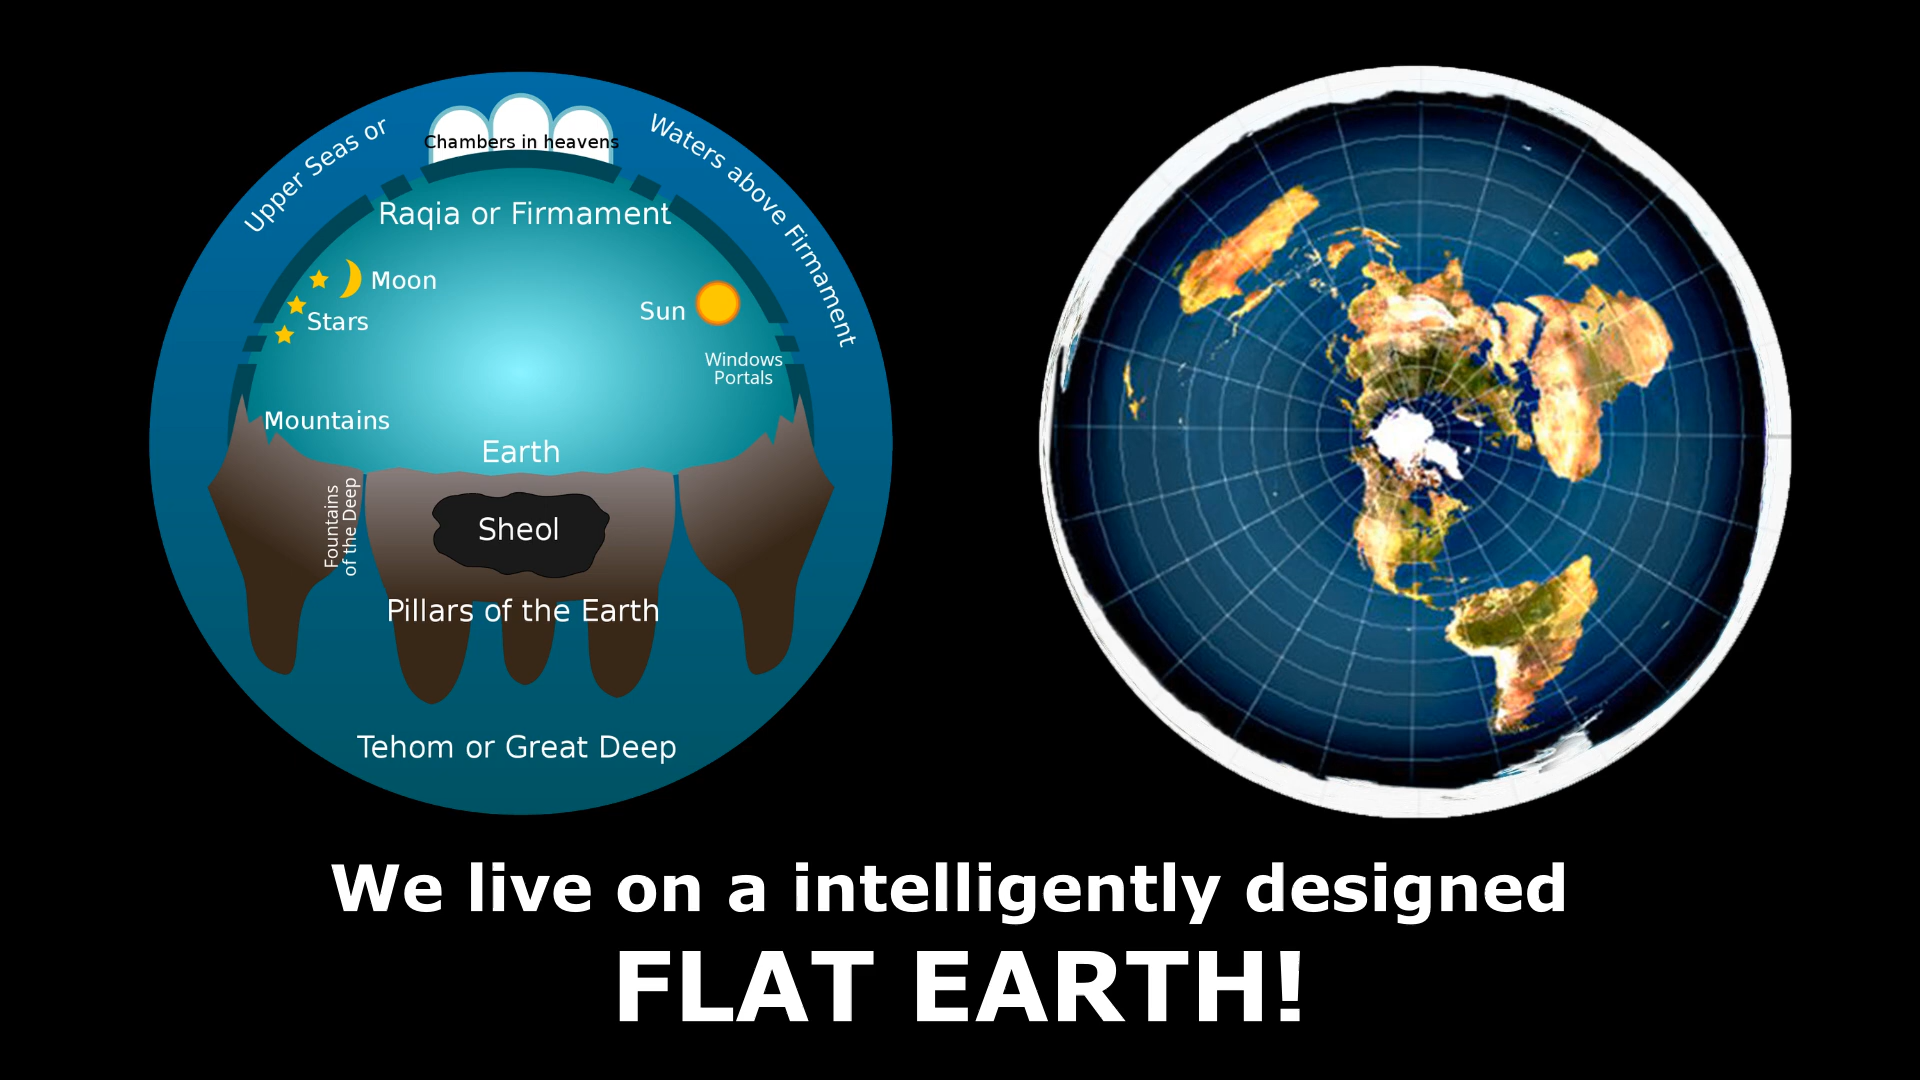 Upper Seas or
Waters above Firmament
Chambers in heavens
Raqia or Firmament
Moon
Stars
Sun
Windows
Portals
Mountains
Earth
Fountains
of the Deep
Sheol
Pillars of the Earth
Tehom or Great Deep
We live on a intelligently designed
FLAT EARTH!